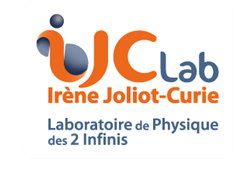 iJCLab
Irène Joliot-Curie
Laboratoire de Physique
des 2 Infinis